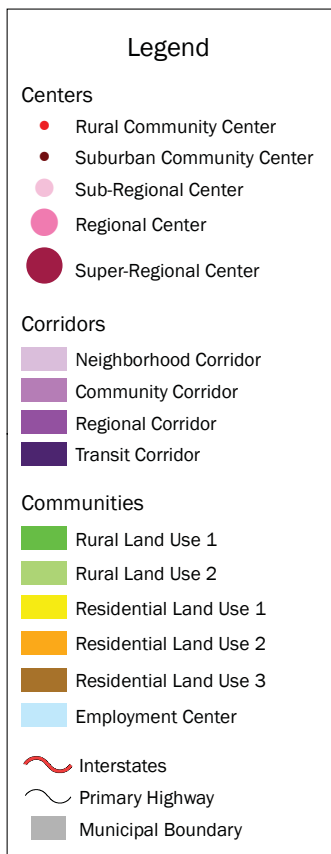 Legend
Centers
Rural Community Center
Suburban Community Center
Sub-Regional Center
Regional Center
Super-Regional Center
Corridors
Neighborhood Corridor
Community Corridor
Regional Corridor
Transit Corridor
Communities
Rural Land Use 1
Rural Land Use 2
Residential Land Use 1
Residential Land Use 2
Residential Land Use 3
Employment Center
Interstates
Primary Highway
Municipal Boundary